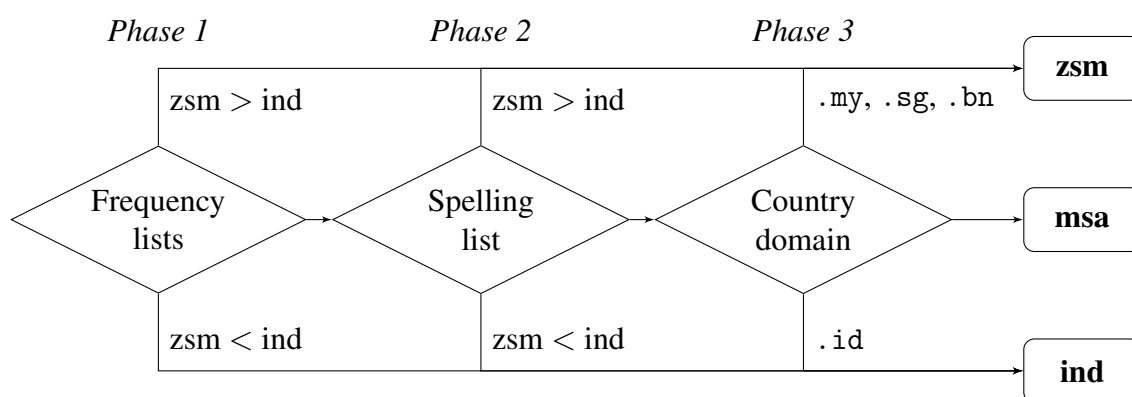 Phase 1 Phase 2 Phase 3
zsm
zsm > ind zsm > ind .my, .sg, .bn
Frequency
lists
Spelling
list
Country
domain
msa
zsm < ind zsm < ind .id
ind